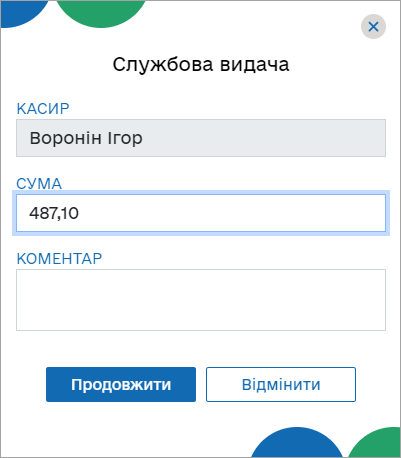 Службова видача
КАСИР
Воронін Ігор
СУМА
487,10
КОМЕНТАР
Продовжити
Відмінити